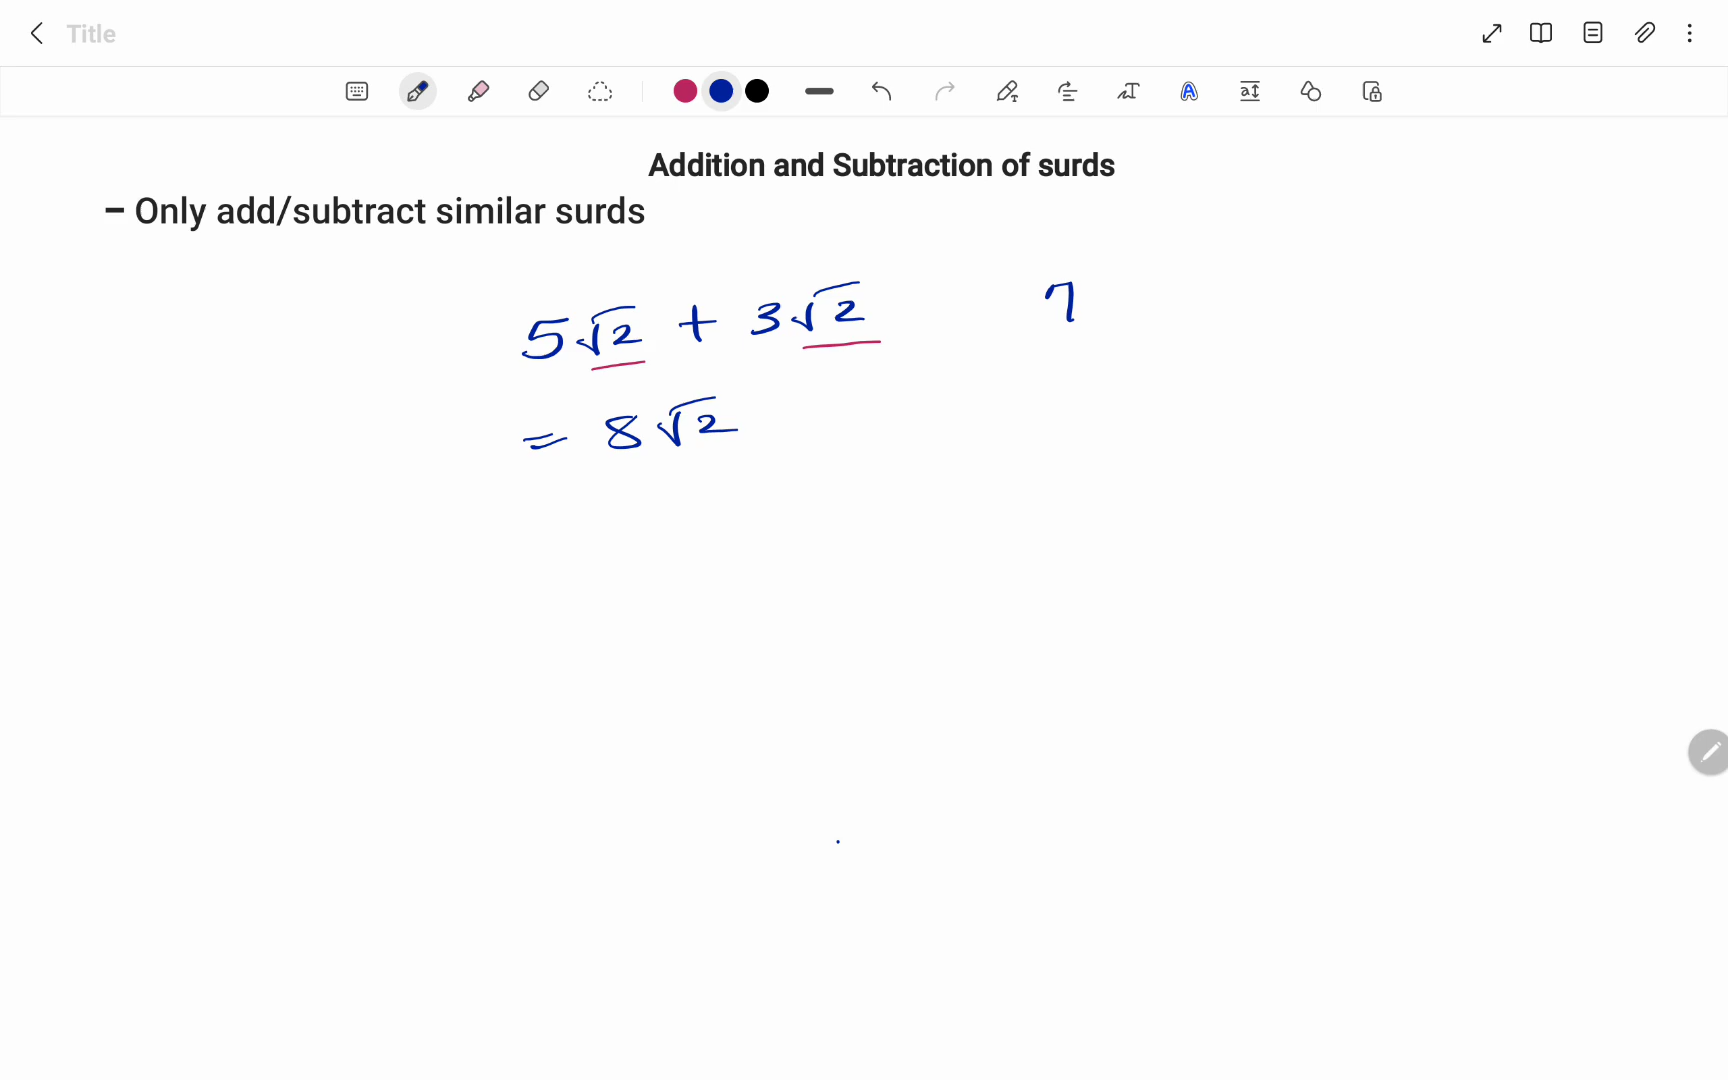 Title
Addition and Subtraction of surds
– Only add/subtract similar surds
5√2 + 3√2 7
= 8√2